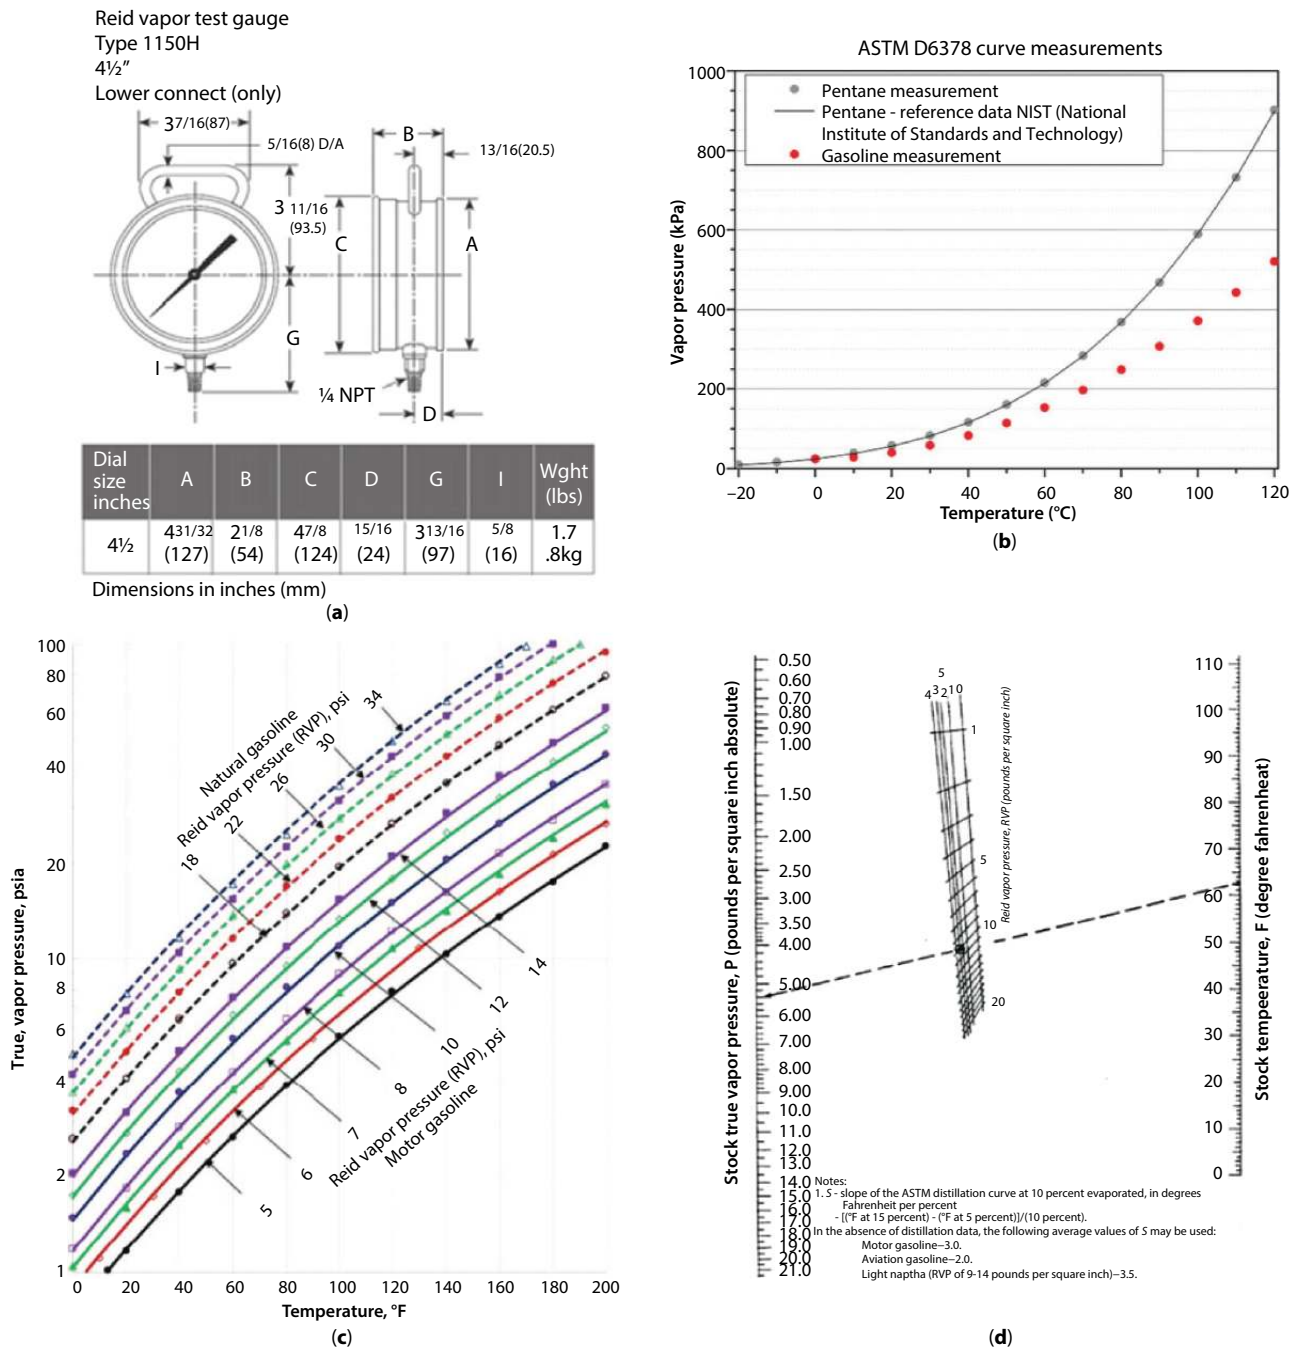 Reid vapor test gauge
Type 1150H
4½″
Lower connect (only)
37/16(87)
5/16(8) D/A
B
13/16(20.5)
3 11/16
(93.5)
C
A
G
I
¼ NPT
D
Dial size inches A B C D G I Wght (lbs)
4½ 431/32 (127) 21/8 (54) 47/8 (124) 15/16 (24) 313/16 (97) 5/8 (16) 1.7 .8kg
Dimensions in inches (mm)
(a)
ASTM D6378 curve measurements
Pentane measurement
Pentane - reference data NIST (National
Institute of Standards and Technology)
Gasoline measurement
Vapor pressure (kPa)
1000
800
600
400
200
0
−20 0 20 40 60 80 100 120
Temperature (°C)
(b)
True, vapor pressure, psia
100
80
60
40
20
10
8
6
4
2
1
Natural gasoline
Reid vapor pressure (RVP), psi
18
22
26
30
34
14
12
10
8
7
6
5
Reid vapor pressure (RVP), psi
Motor gasoline
0 20 40 60 80 100 120 140 160 180 200
Temperature, °F
(c)
Stock true vapor pressure, P (pounds per square inch absolute)
0.50
0.60
0.70
0.80
0.90
1.00
1.50
2.00
2.50
3.00
3.50
4.00
5.00
6.00
7.00
8.00
9.00
10.0
11.0
12.0
13.0
14.0
15.0
16.0
17.0
18.0
19.0
20.0
21.0
5
4 3 2 1 0
1
5
10
20
Reid vapor pressure, RVP (pounds per square inch)
110
100
90
80
70
60
50
40
30
20
10
0
Stock tempeerature, F (degree fahrenheit)
Notes:
1. S - slope of the ASTM distillation curve at 10 percent evaporated, in degrees
Fahrenheit per percent
- [(°F at 15 percent) - (°F at 5 percent)]/(10 percent).
In the absence of distillation data, the following average values of S may be used:
Motor gasoline−3.0.
Aviation gasoline−2.0.
Light naptha (RVP of 9-14 pounds per square inch)−3.5.
(d)